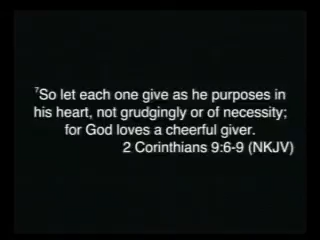 ⁷So let each one give as he purposes in
his heart, not grudgingly or of necessity;
for God loves a cheerful giver.
2 Corinthians 9:6-9 (NKJV)